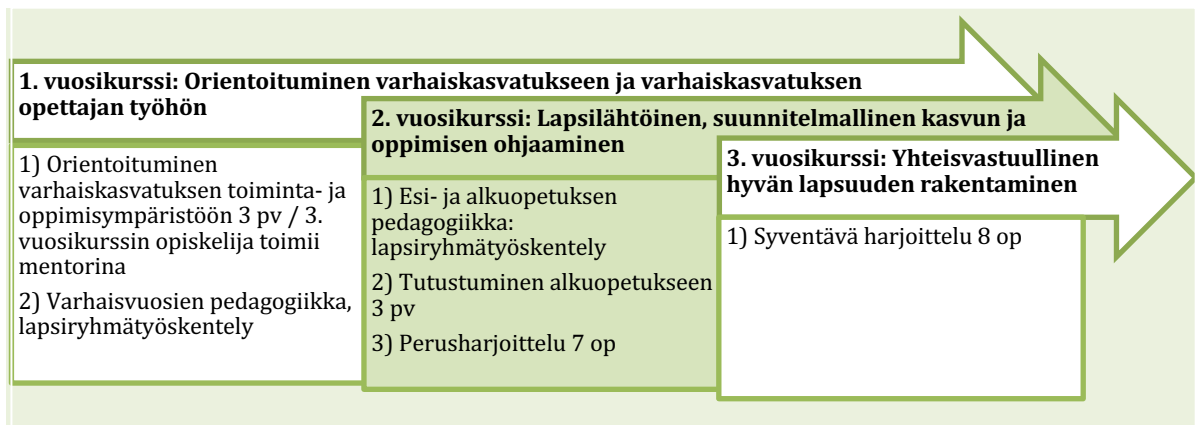 1. vuosikurssi: Orientoituminen varhaiskasvatukseen ja varhaiskasvatuksen
opettajan työhön
1) Orientoituminen
varhaiskasvatuksen toiminta- ja
oppimisympäristöön 3 pv / 3.
vuosikurssin opiskelija toimii
mentorina
2) Varhaisvuosien pedagogiikka,
lapsiryhmätyöskentely
2. vuosikurssi: Lapsilähtöinen, suunnitelmallinen kasvun ja
oppimisen ohjaaminen
1) Esi- ja alkuopetuksen
pedagogiikka:
lapsiryhmätyöskentely
2) Tutustuminen alkuopetukseen
3 pv
3) Perusharjoittelu 7 op
3. vuosikurssi: Yhteisvastuullinen
hyvän lapsuuden rakentaminen
1) Syventävä harjoittelu 8 op